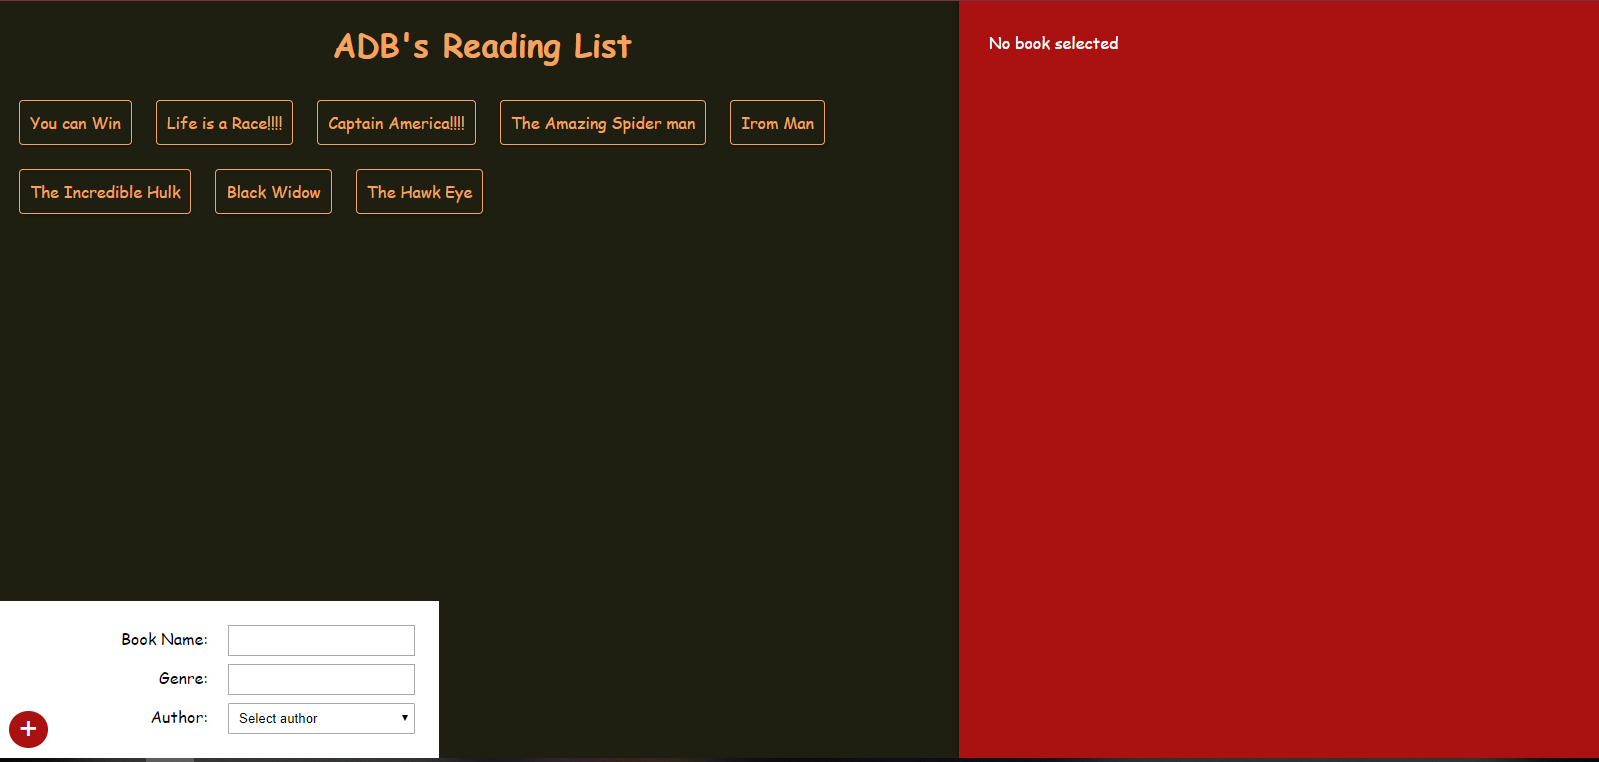 ADB's Reading List
No book selected
You can Win
Life is a Race!!!!
Captain America!!!!
The Amazing Spider man
Irom Man
The Incredible Hulk
Black Widow
The Hawk Eye
Book Name:
Genre:
Author:
Select author
+